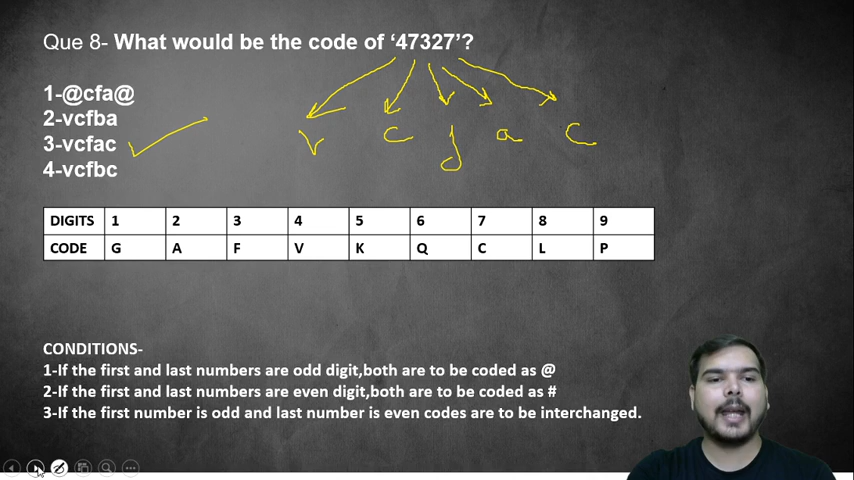 Que 8- What would be the code of ‘47327’?
1-@cfa@
2-vcfba
3-vcfac
4-vcfbc
v c f a c
DIGITS 1 2 3 4 5 6 7 8 9
CODE G A F V K Q C L P
CONDITIONS-
1-If the first and last numbers are odd digit,both are to be coded as @
2-If the first and last numbers are even digit,both are to be coded as #
3-If the first number is odd and last number is even codes are to be interchanged.